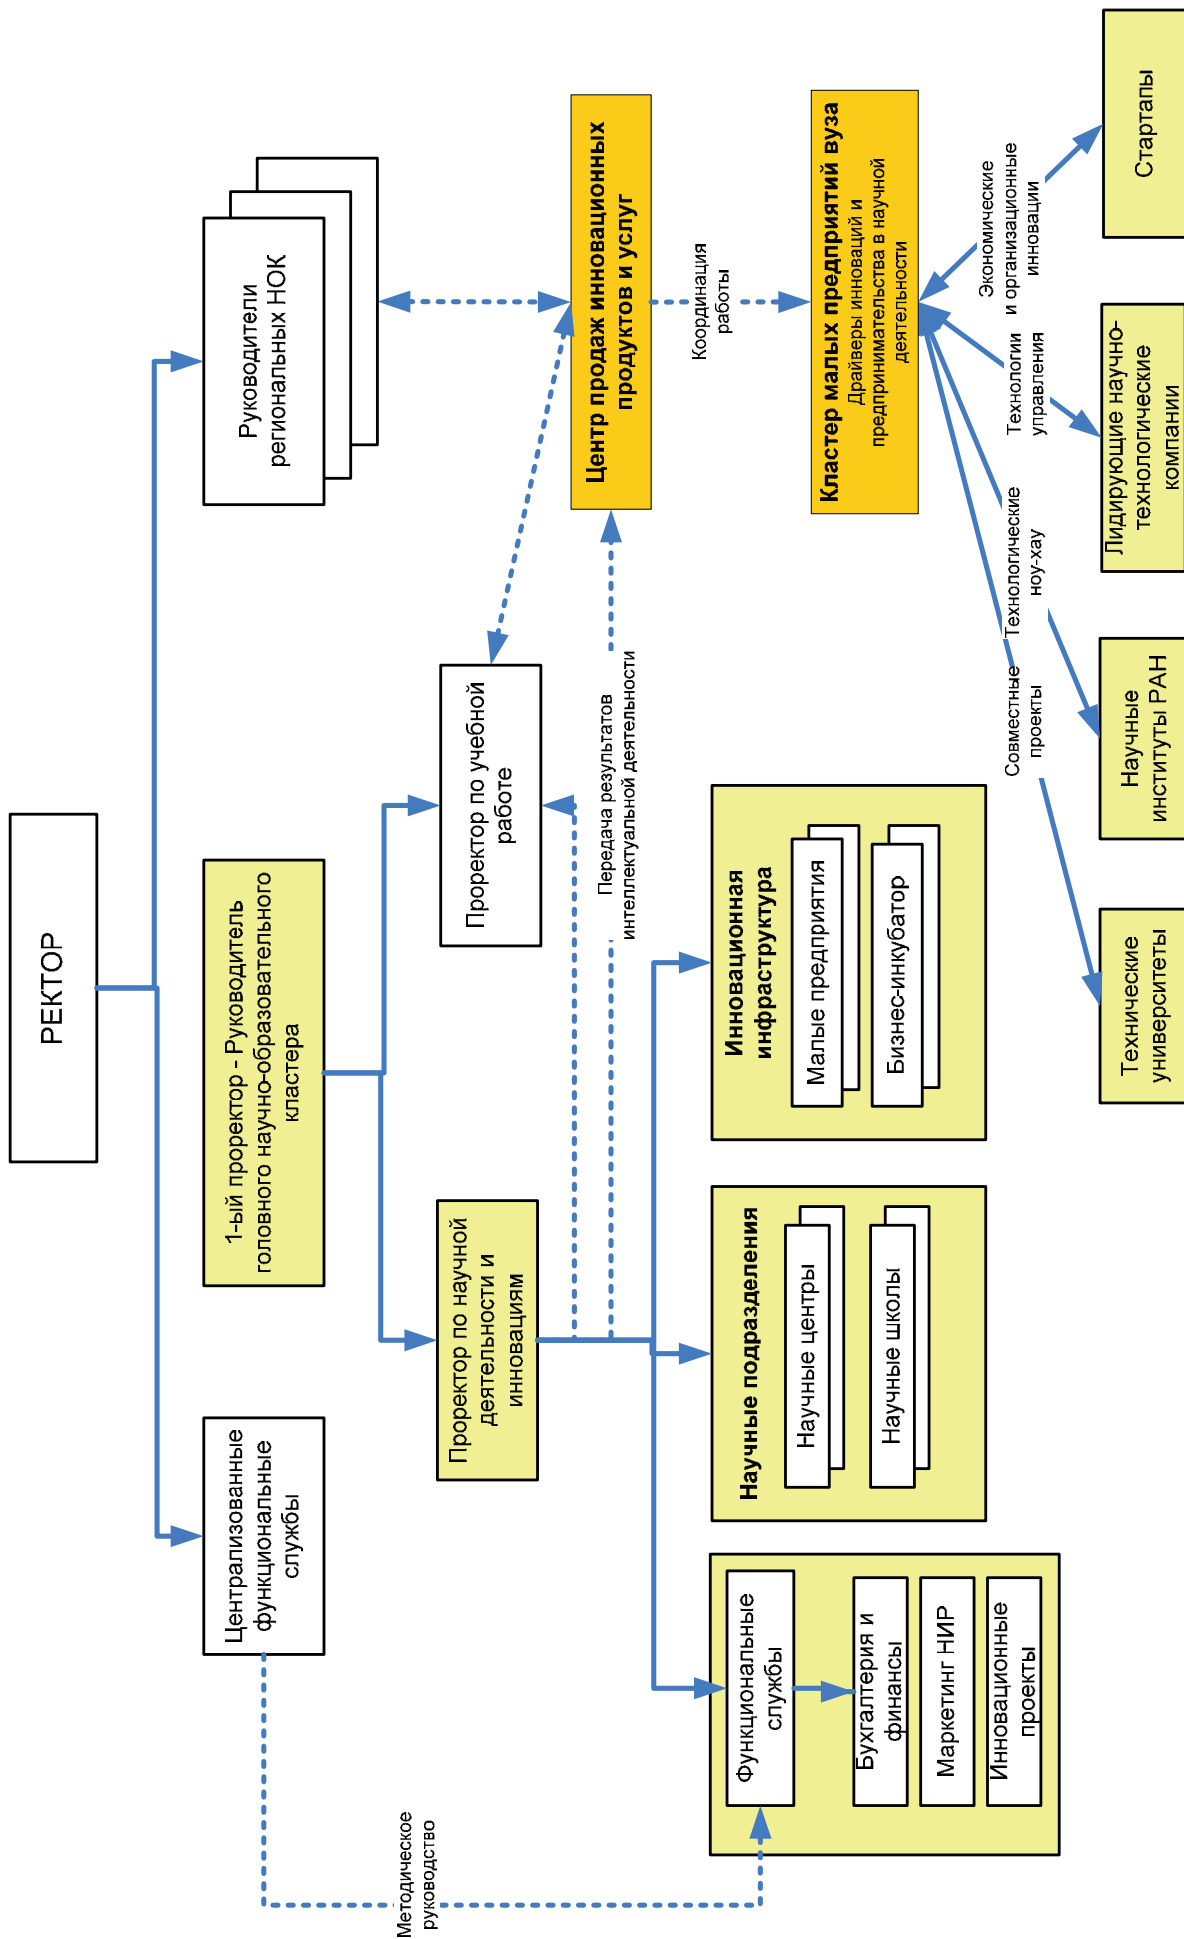 РЕКТОР
Централизованные
функциональные
службы
1-ый проректор - Руководитель
головного научно-образовательного
кластера
Руководители
региональных НОК
Проректор по научной
деятельности и
инновациям
Проректор по учебной
работе
Методическое
руководство
Передача результатов
интеллектуальной деятельности
Центр продаж инновационных
продуктов и услуг
Координация
работы
Функциональные
службы
Бухгалтерия и
финансы
Маркетинг НИР
Инновационные
проекты
Научные подразделения
Научные центры
Научные школы
Инновационная
инфраструктура
Малые предприятия
Бизнес-инкубатор
Кластер малых предприятий вуза
Драйверы инноваций и
предпринимательства в научной
деятельности
Совместные
проекты
Технологические
ноу-хау
Технологии
управления
Экономические
и организационные
инновации
Технические
университеты
Научные
институты РАН
Лидирующие научно-
технологические
компании
Стартапы